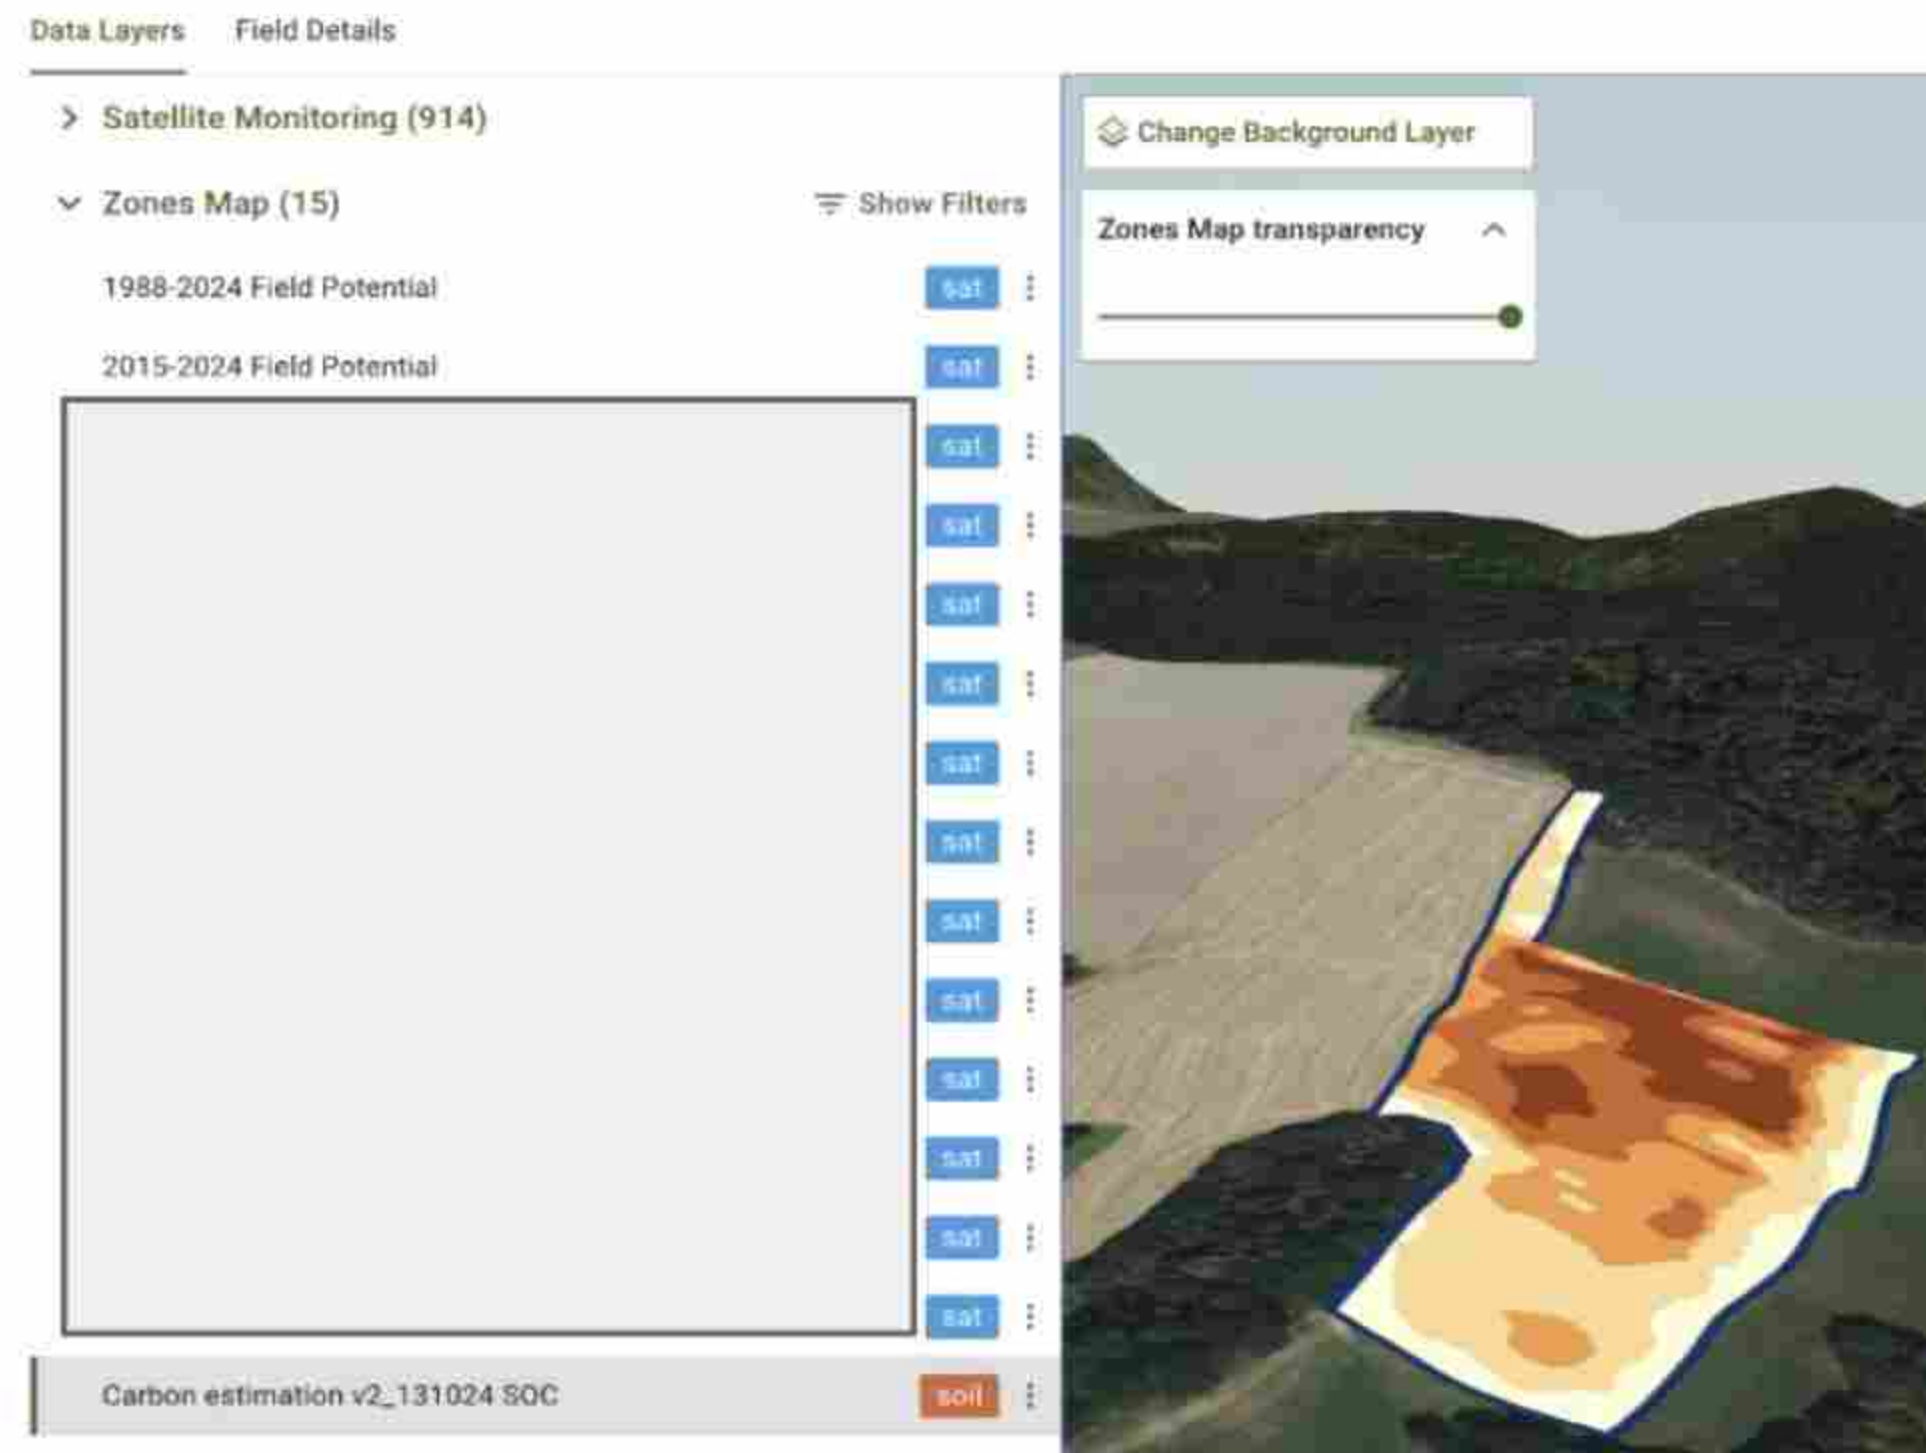 Data Layers Field Details
Satellite Monitoring (914)
Change Background Layer
Zones Map (15) Show Filters
Zones Map transparency
1988-2024 Field Potential sat
2015-2024 Field Potential sat
sat
sat
sat
sat
sat
sat
sat
sat
sat
sat
sat
sat
Carbon estimation v2_131024 SOC soil